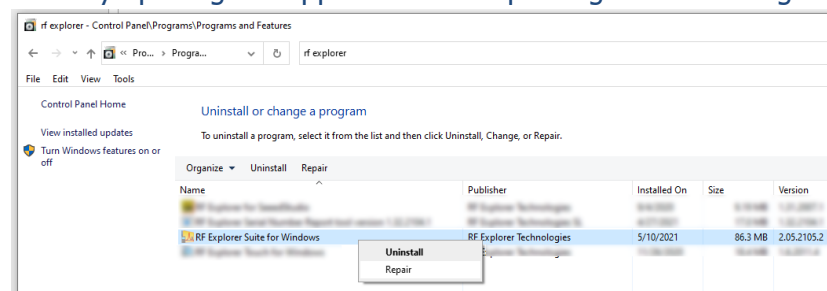 rf explorer - Control Panel\Programs\Programs and Features
« Pro... › Progra... rf explorer
File Edit View Tools
Control Panel Home
Uninstall or change a program
View installed updates
To uninstall a program, select it from the list and then click Uninstall, Change, or Repair.
Turn Windows features on or
off
Organize Uninstall Repair
Name Publisher Installed On Size Version
RF Explorer Suite for Windows RF Explorer Technologies 5/10/2021 86.3 MB 2.05.2105.2
Uninstall
Repair